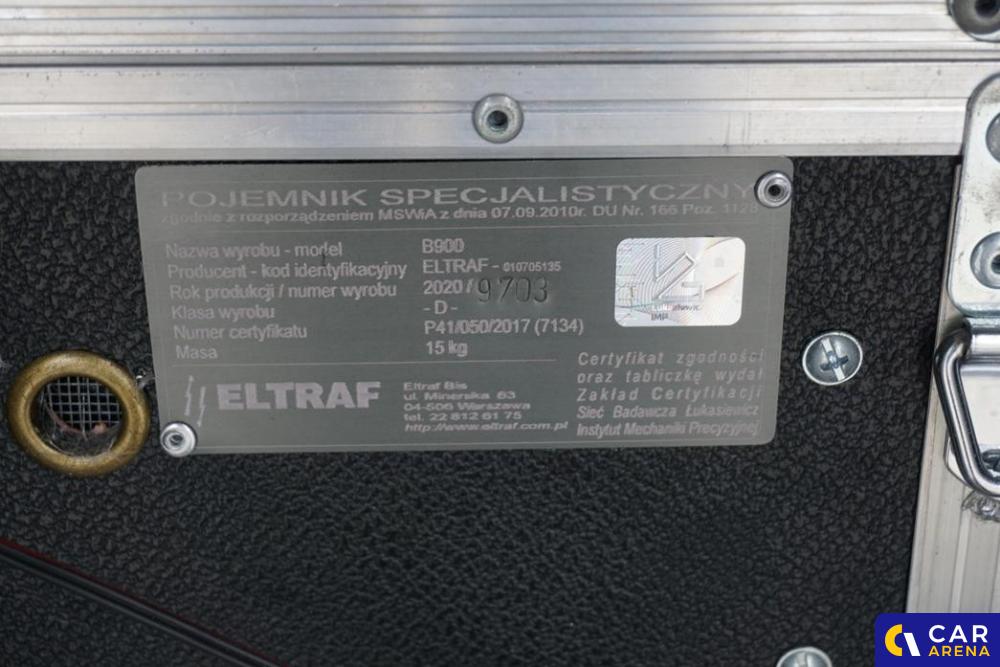 POJEMNIK SPECJALISTYCZNY
zgodnie z rozporządzeniem MSWiA z dnia 07.09.2010r. DU Nr. 166 Poz. 1128
Nazwa wyrobu - model B900
Producent - kod identyfikacyjny ELTRAF - 010705135
Rok produkcji / numer wyrobu 2020 / 9703
Klasa wyrobu - D -
Numer certyfikatu P41/050/2017 (7134)
Masa 15 kg
ELTRAF
Eltraf Bis
ul. Minerska 63
04-506 Warszawa
tel. 22 812 61 75
http://www.eltraf.com.pl
Certyfikat zgodności
oraz tabliczkę wydał
Zakład Certyfikacji
Sieć Badawcza Łukasiewicz
Instytut Mechaniki Precyzyjnej
IMP
CAR
ARENA